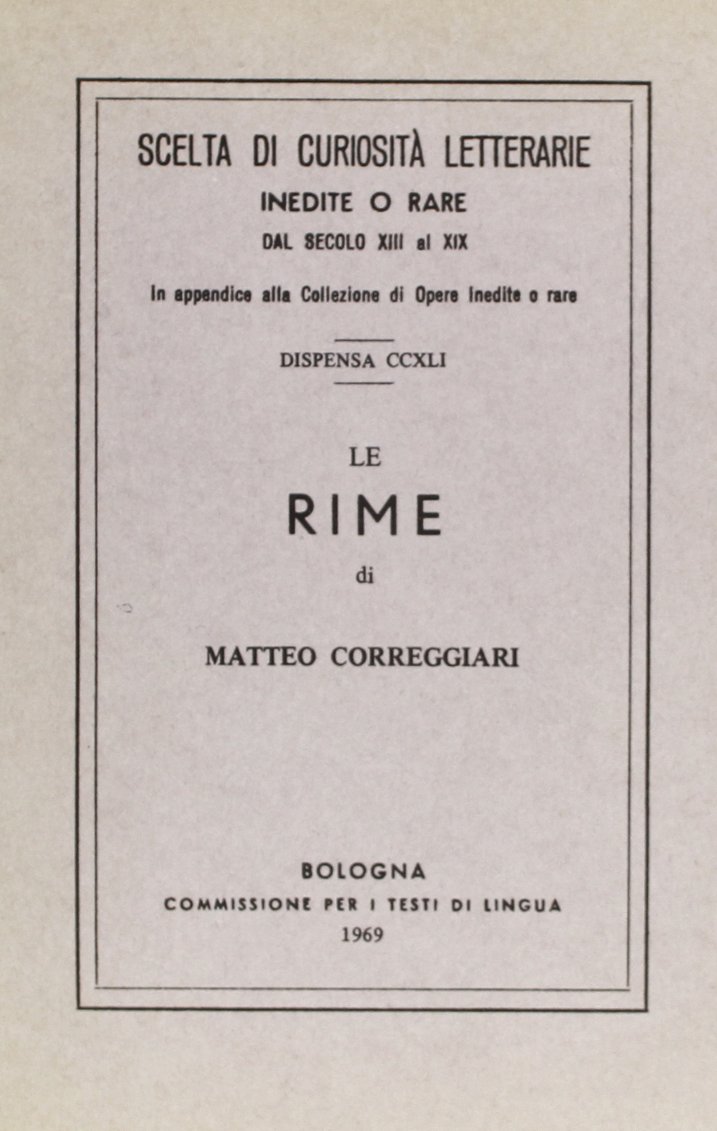 SCELTA DI CURIOSITÀ LETTERARIE
INEDITE O RARE
DAL SECOLO XIII al XIX
In appendice alla Collezione di Opere Inedite o rare
DISPENSA CCXLI
LE
RIME
di
MATTEO CORREGGIARI
BOLOGNA
COMMISSIONE PER I TESTI DI LINGUA
1969